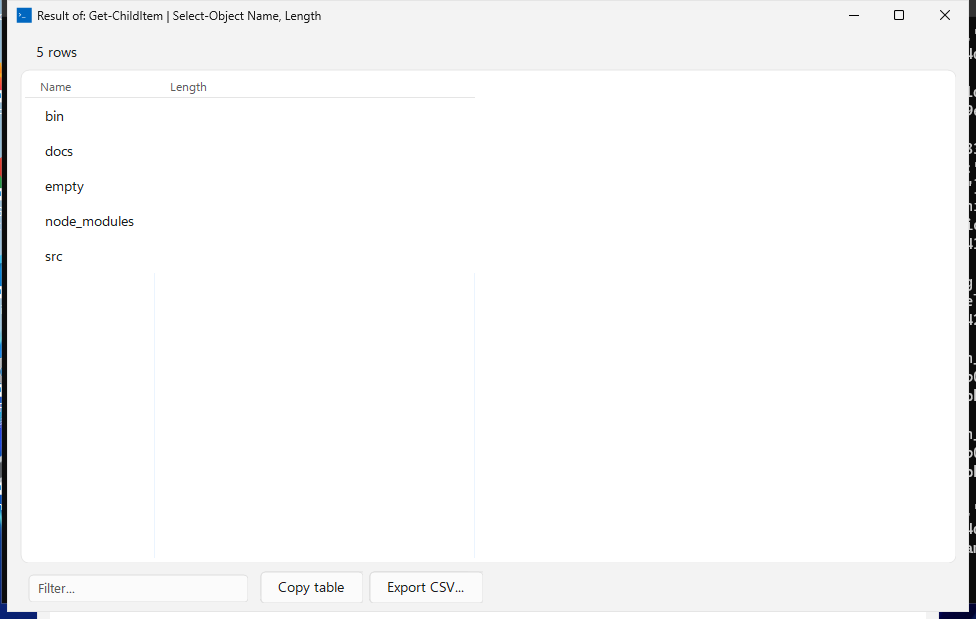 Result of: Get-ChildItem | Select-Object Name, Length
5 rows
Name Length
bin
docs
empty
node_modules
src
Filter...
Copy table Export CSV...